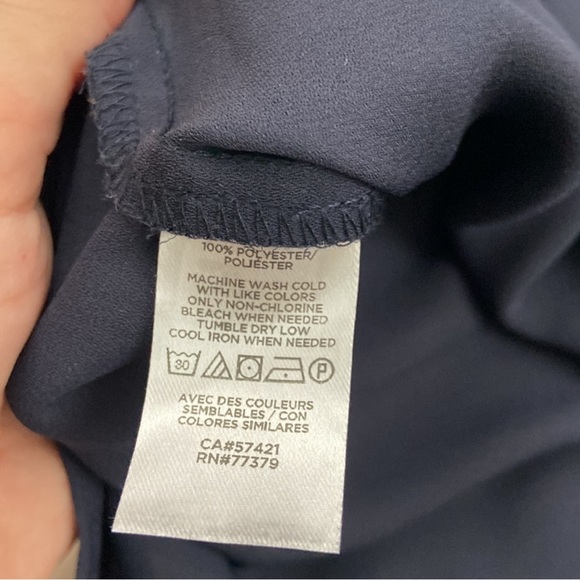 100% POLYESTER/
POLIÉSTER
MACHINE WASH COLD
WITH LIKE COLORS
ONLY NON-CHLORINE
BLEACH WHEN NEEDED
TUMBLE DRY LOW
COOL IRON WHEN NEEDED
30 P
AVEC DES COULEURS
SEMBLABLES / CON
COLORES SIMILARES
CA#57421
RN#77379